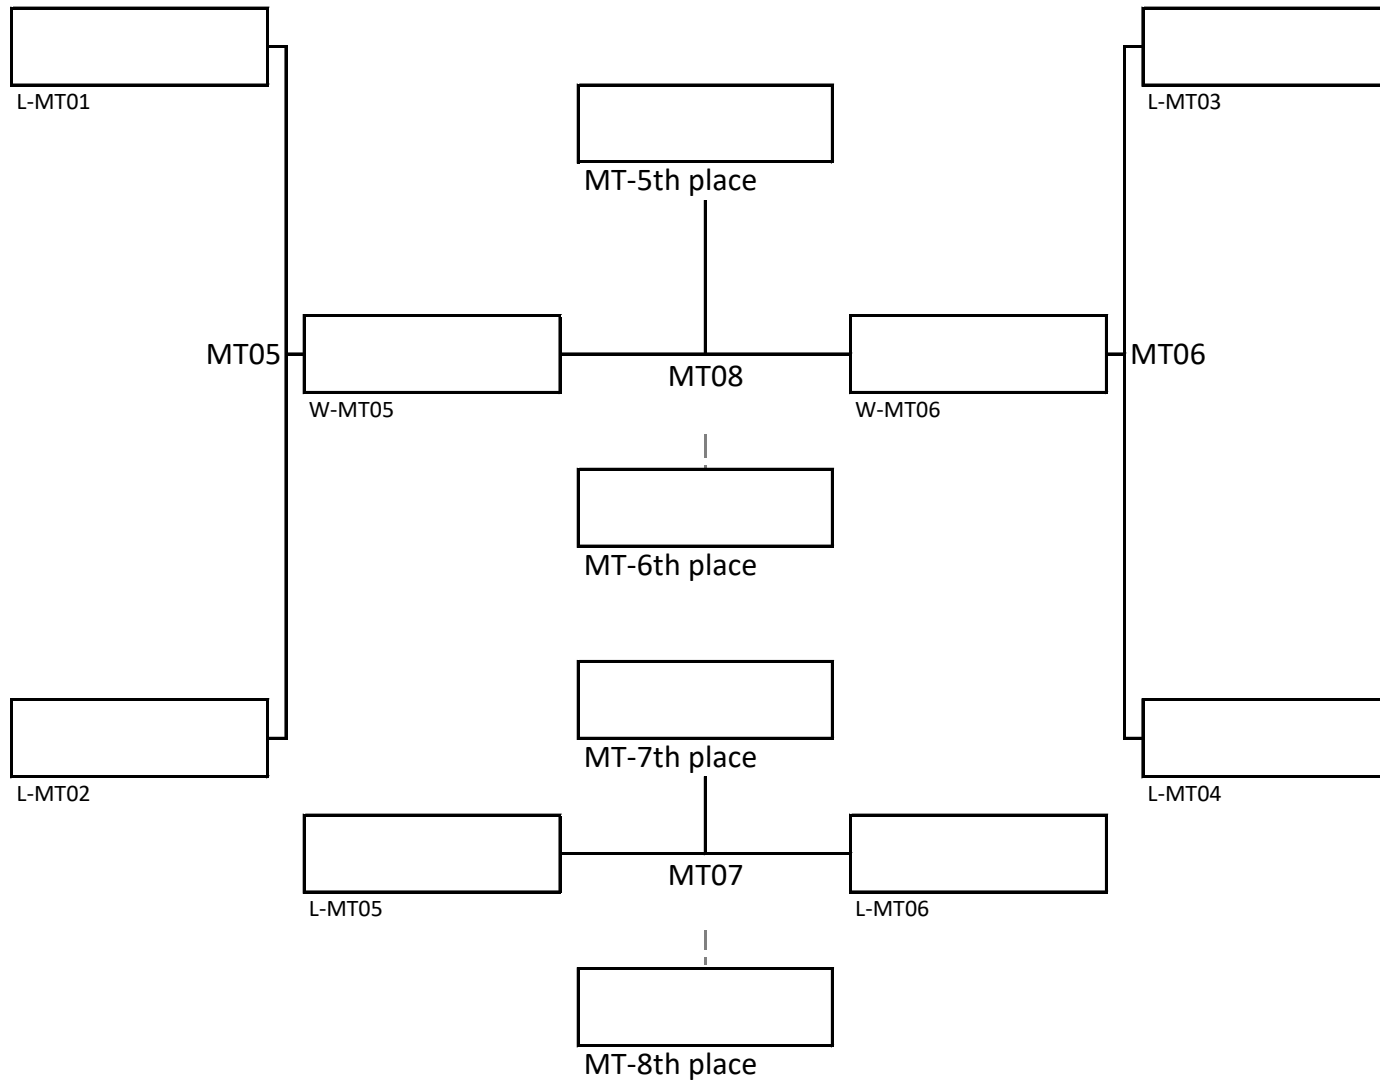 L-MT01
L-MT03
MT-5th place
MT05
MT08
MT06
W-MT05
W-MT06
MT-6th place
MT-7th place
L-MT02
L-MT04
MT07
L-MT05
L-MT06
MT-8th place